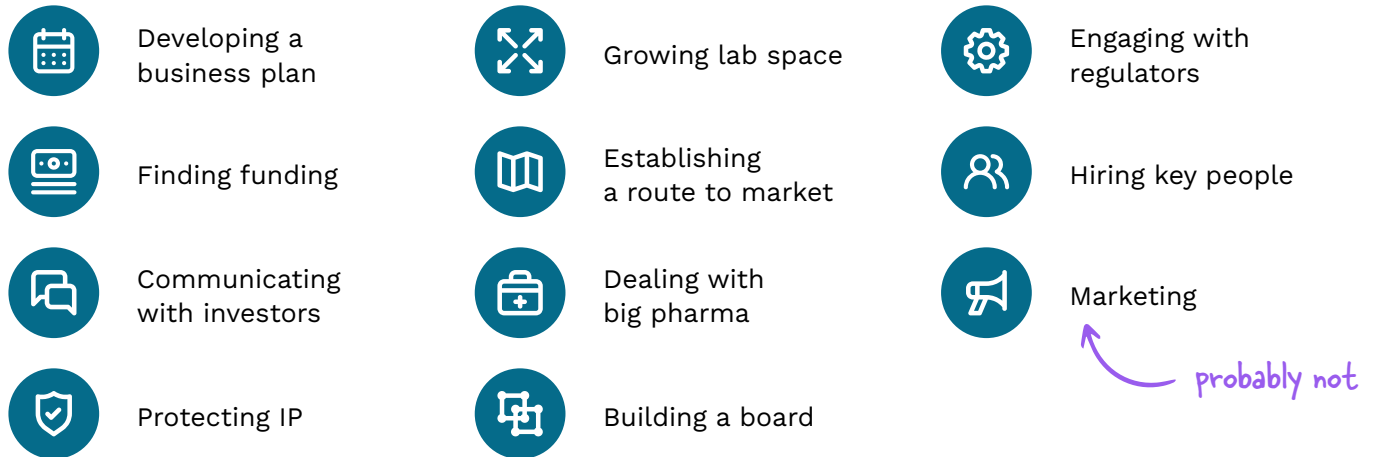 Developing a
business plan
Finding funding
Communicating
with investors
Protecting IP
Growing lab space
Establishing
a route to market
Dealing with
big pharma
Building a board
Engaging with
regulators
Hiring key people
Marketing
probably not